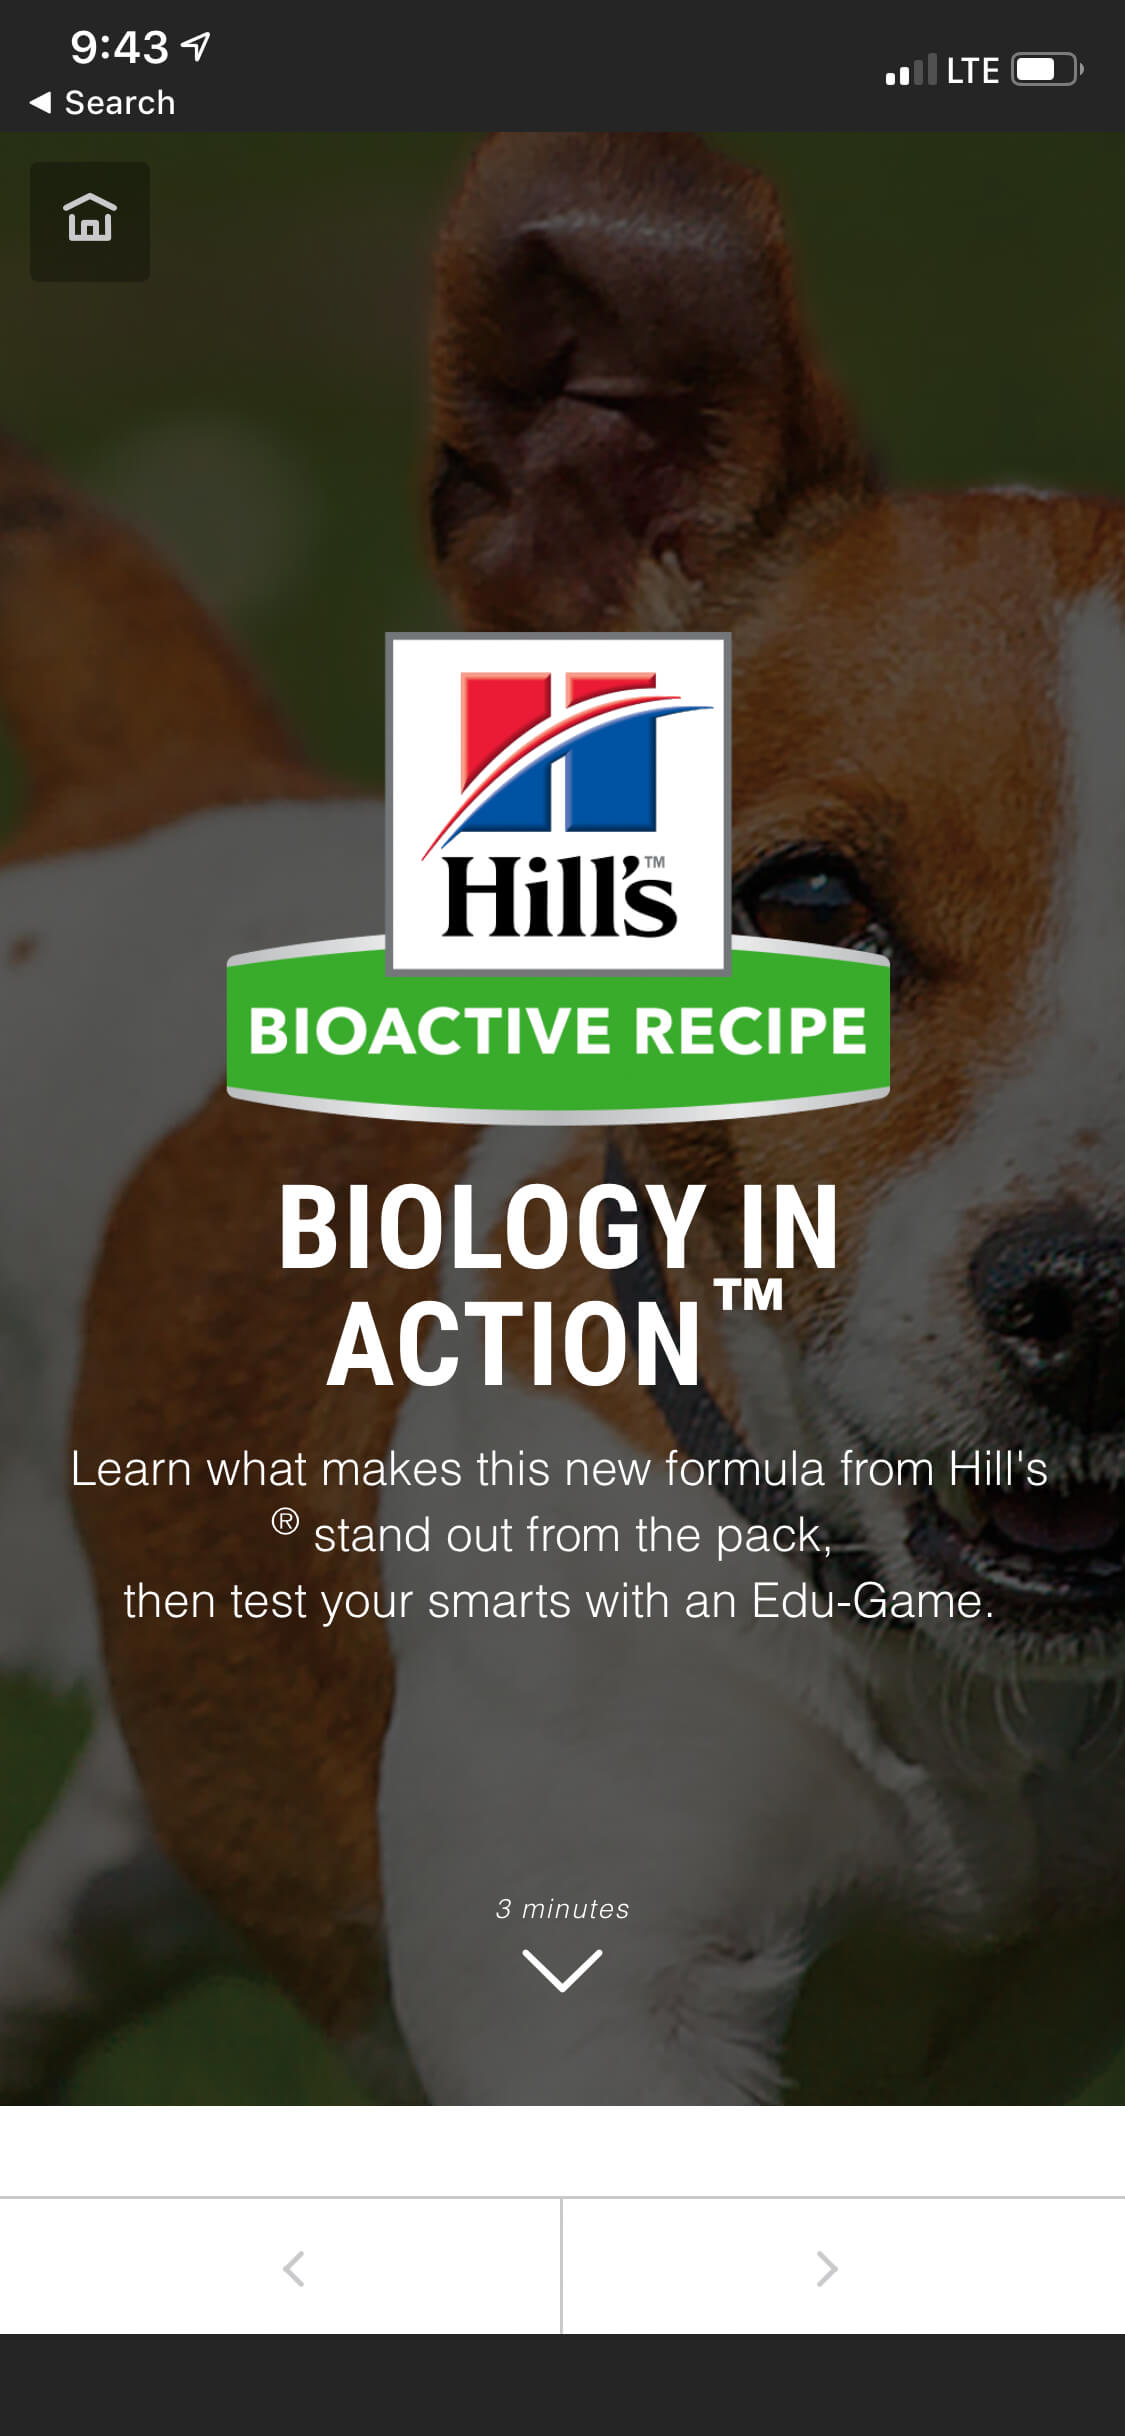 9:43
Search
LTE
Hill's™
BIOACTIVE RECIPE
BIOLOGY IN
ACTION™
Learn what makes this new formula from Hill's
® stand out from the pack,
then test your smarts with an Edu-Game.
3 minutes